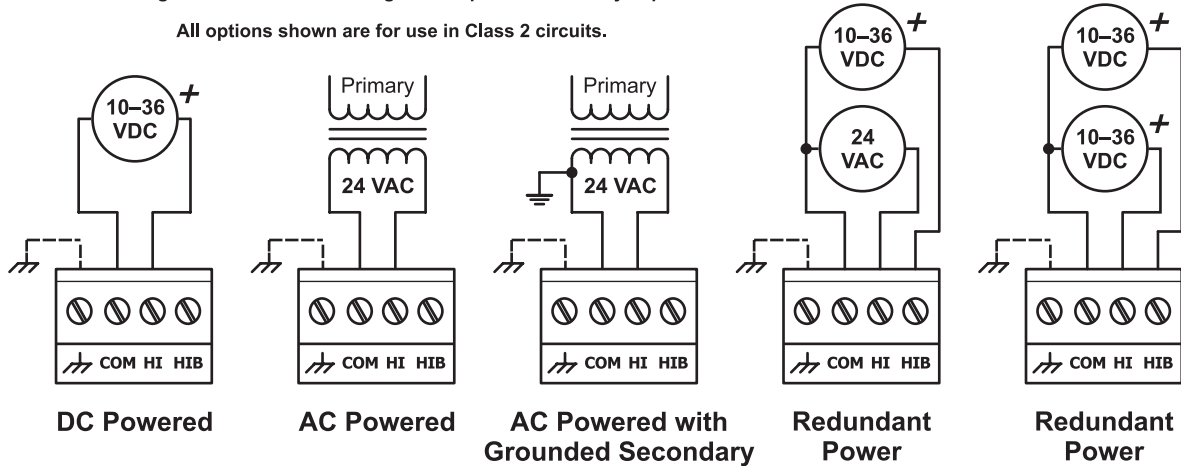 All options shown are for use in Class 2 circuits.
10–36
VDC
+
Primary
24 VAC
Primary
24 VAC
10–36
VDC
+
24
VAC
10–36
VDC
+
10–36
VDC
+
COM HI HIB
COM HI HIB
COM HI HIB
COM HI HIB
COM HI HIB
DC Powered
AC Powered
AC Powered with
Grounded Secondary
Redundant
Power
Redundant
Power